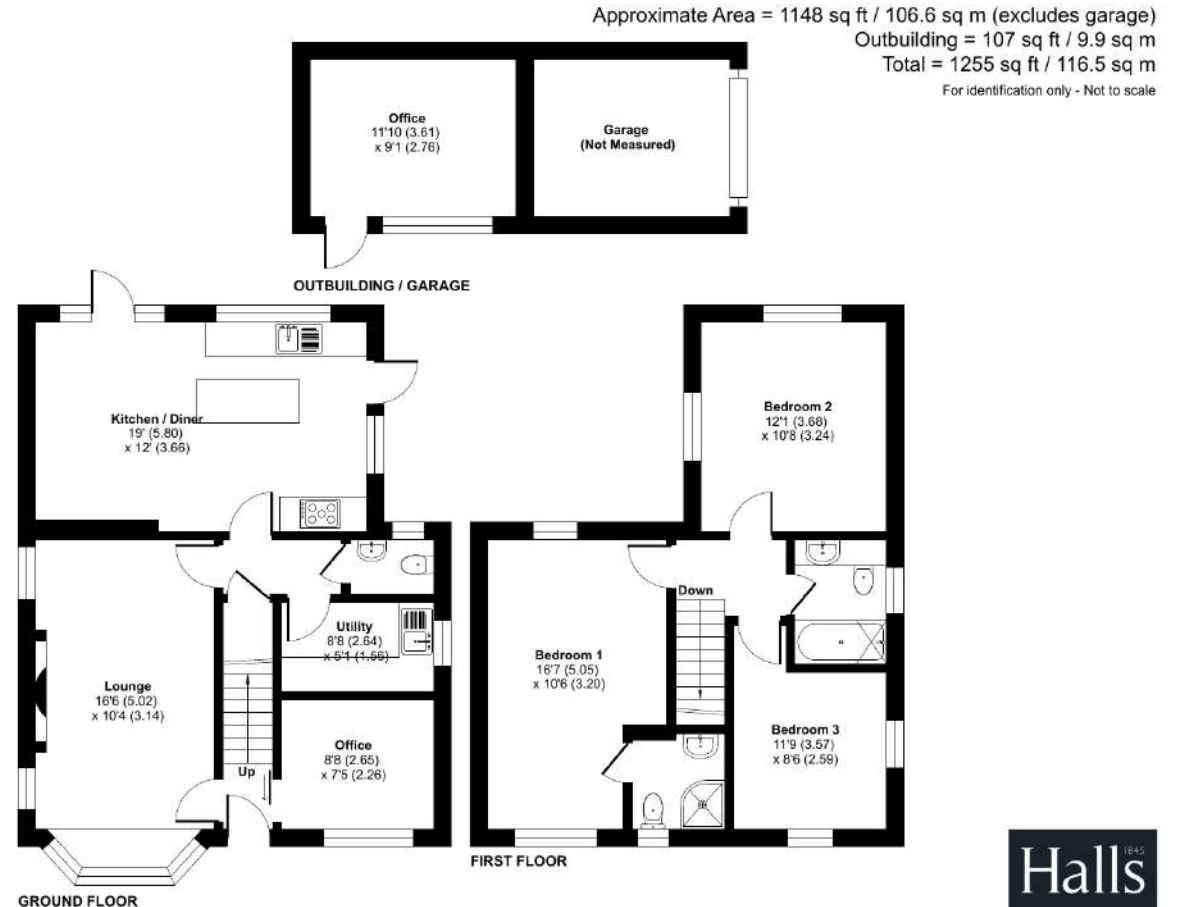 Approximate Area = 1148 sq ft / 106.6 sq m (excludes garage)
Outbuilding = 107 sq ft / 9.9 sq m
Total = 1255 sq ft / 116.5 sq m
For identification only - Not to scale
Office
11'10 (3.61)
x 9'1 (2.76)
Garage
(Not Measured)
OUTBUILDING / GARAGE
Kitchen / Diner
19' (5.80)
x 12' (3.66)
Bedroom 2
12'1 (3.68)
x 10'8 (3.24)
Utility
8'8 (2.64)
x 5'1 (1.56)
Lounge
16'6 (5.02)
x 10'4 (3.14)
Office
8'8 (2.65)
x 7'5 (2.26)
Up
Down
Bedroom 1
16'7 (5.05)
x 10'6 (3.20)
Bedroom 3
11'9 (3.57)
x 8'6 (2.59)
FIRST FLOOR
GROUND FLOOR
1845
Halls